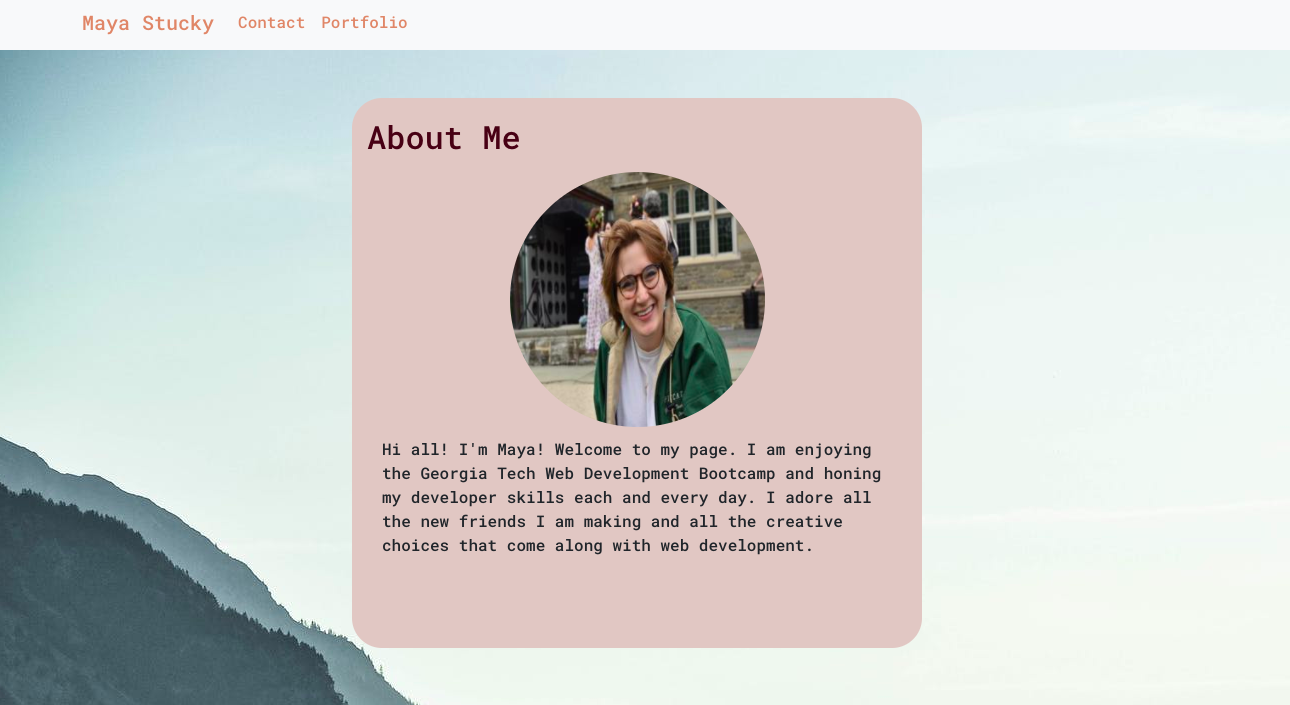 Maya Stucky Contact Portfolio
About Me
Hi all! I'm Maya! Welcome to my page. I am enjoying
the Georgia Tech Web Development Bootcamp and honing
my developer skills each and every day. I adore all
the new friends I am making and all the creative
choices that come along with web development.